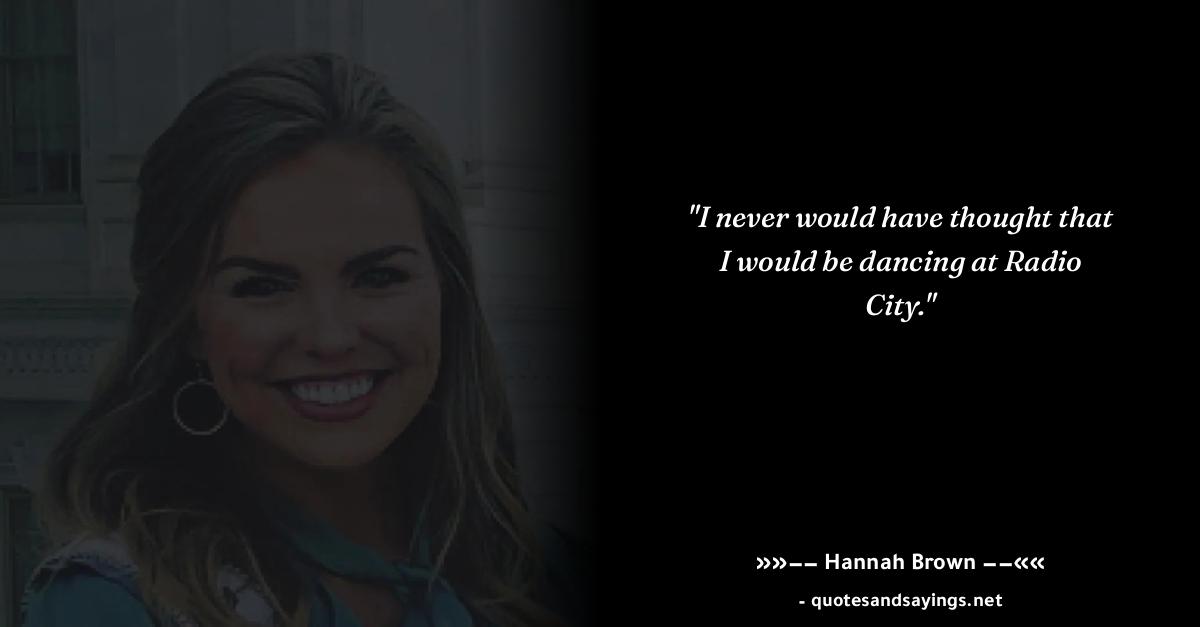 "I never would have thought that
I would be dancing at Radio
City."
»»−− Hannah Brown −−««
- quotesandsayings.net